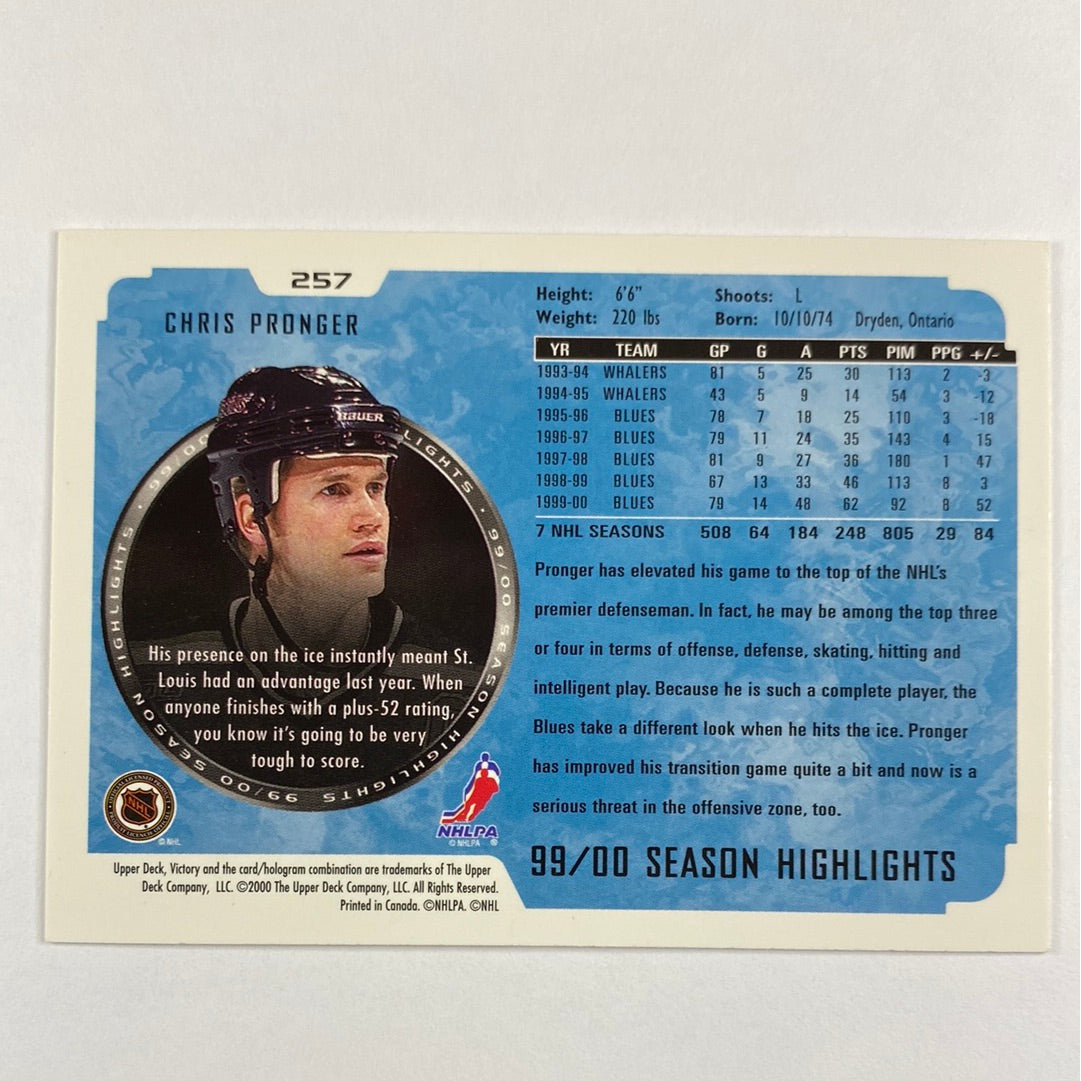 257
CHRIS PRONGER
BAUER
99/00 SEASON HIGHLIGHTS · 99/00 SEASON HIGHLIGHTS ·
His presence on the ice instantly meant St.
Louis had an advantage last year. When
anyone finishes with a plus-52 rating,
you know it's going to be very
tough to score.
NHL
© NHL
NHLPA
© NHLPA ®
Upper Deck, Victory and the card/hologram combination are trademarks of The Upper
Deck Company, LLC. ©2000 The Upper Deck Company, LLC. All Rights Reserved.
Printed in Canada. ©NHLPA. ©NHL
Height: 6'6" Shoots: L
Weight: 220 lbs Born: 10/10/74 Dryden, Ontario
YR TEAM GP G A PTS PIM PPG +/-
1993-94 WHALERS 81 5 25 30 113 2 -3
1994-95 WHALERS 43 5 9 14 54 3 -12
1995-96 BLUES 78 7 18 25 110 3 -18
1996-97 BLUES 79 11 24 35 143 4 15
1997-98 BLUES 81 9 27 36 180 1 47
1998-99 BLUES 67 13 33 46 113 8 3
1999-00 BLUES 79 14 48 62 92 8 52
7 NHL SEASONS 508 64 184 248 805 29 84
Pronger has elevated his game to the top of the NHL's
premier defenseman. In fact, he may be among the top three
or four in terms of offense, defense, skating, hitting and
intelligent play. Because he is such a complete player, the
Blues take a different look when he hits the ice. Pronger
has improved his transition game quite a bit and now is a
serious threat in the offensive zone, too.
99/00 SEASON HIGHLIGHTS